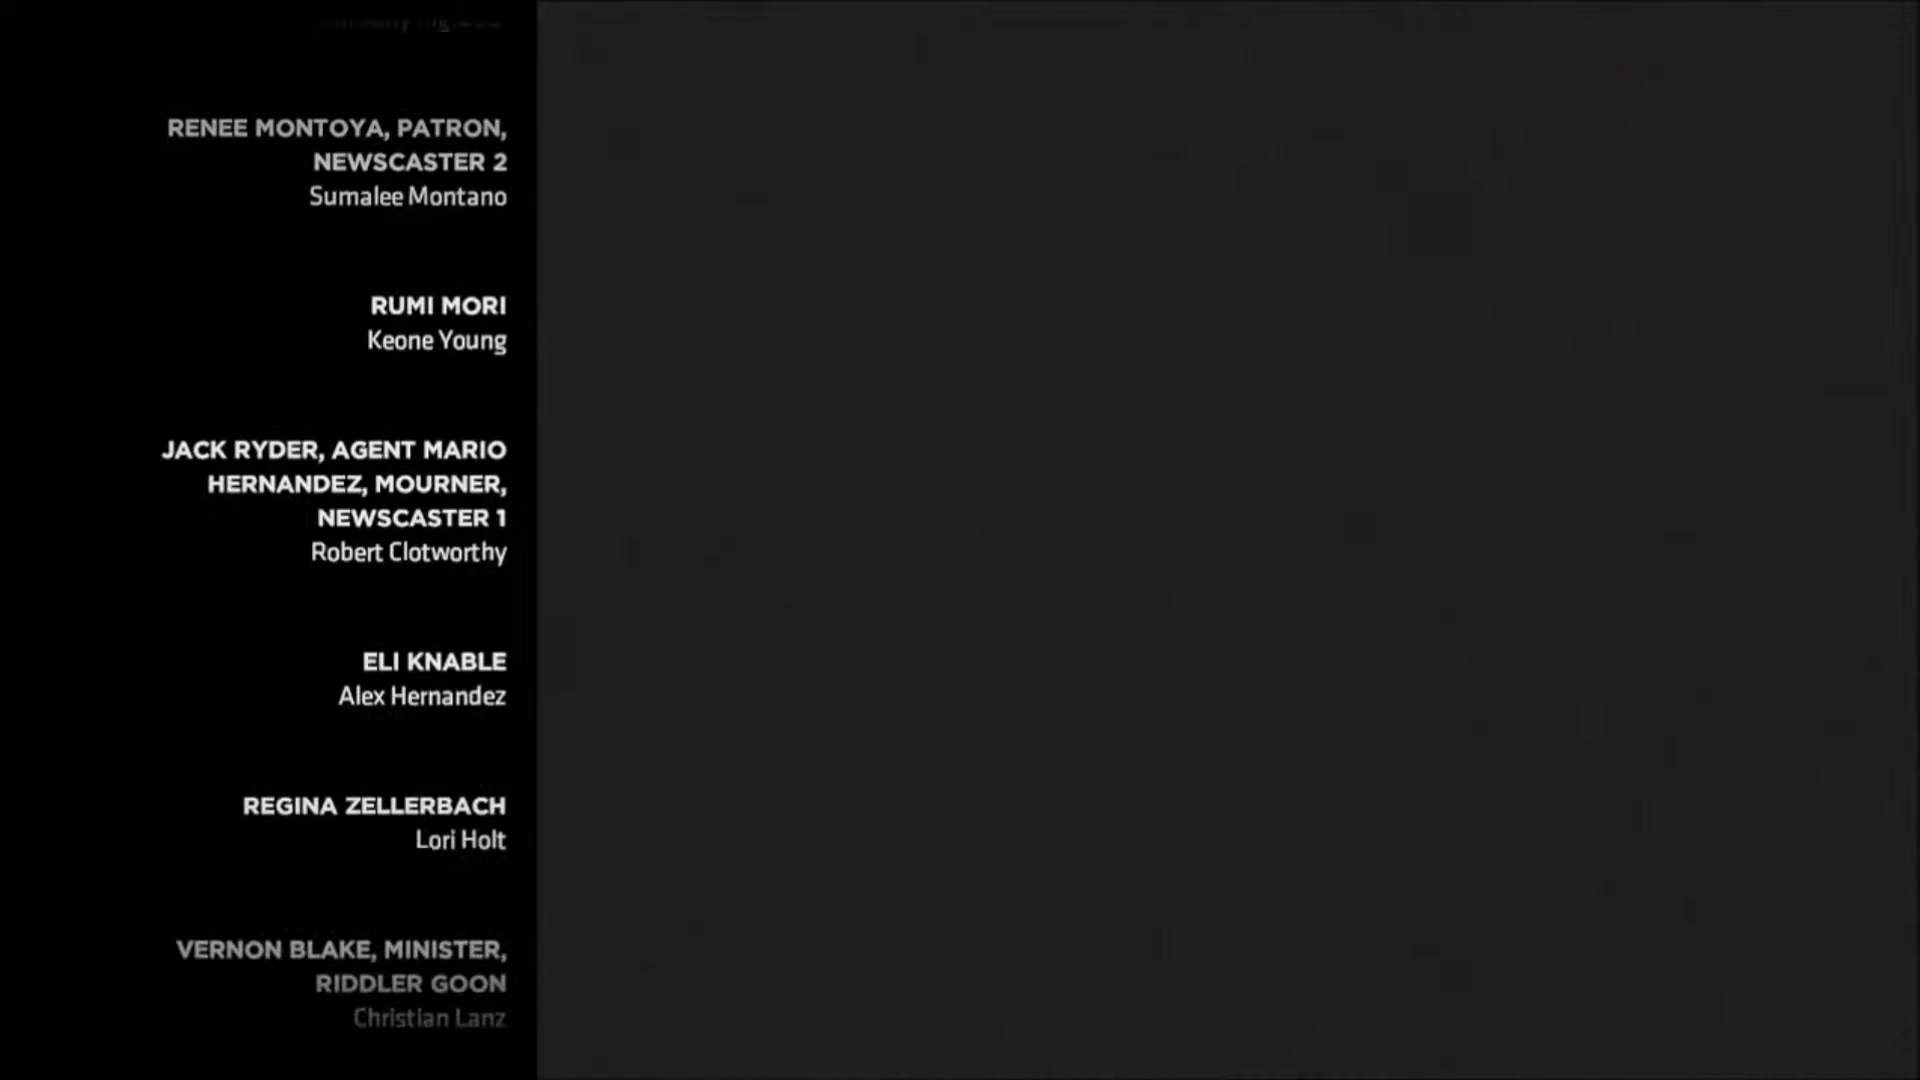 RENEE MONTOYA, PATRON,
NEWSCASTER 2
Sumalee Montano
RUMI MORI
Keone Young
JACK RYDER, AGENT MARIO
HERNANDEZ, MOURNER,
NEWSCASTER 1
Robert Clotworthy
ELI KNABLE
Alex Hernandez
REGINA ZELLERBACH
Lori Holt
VERNON BLAKE, MINISTER,
RIDDLER GOON
Christian Lanz